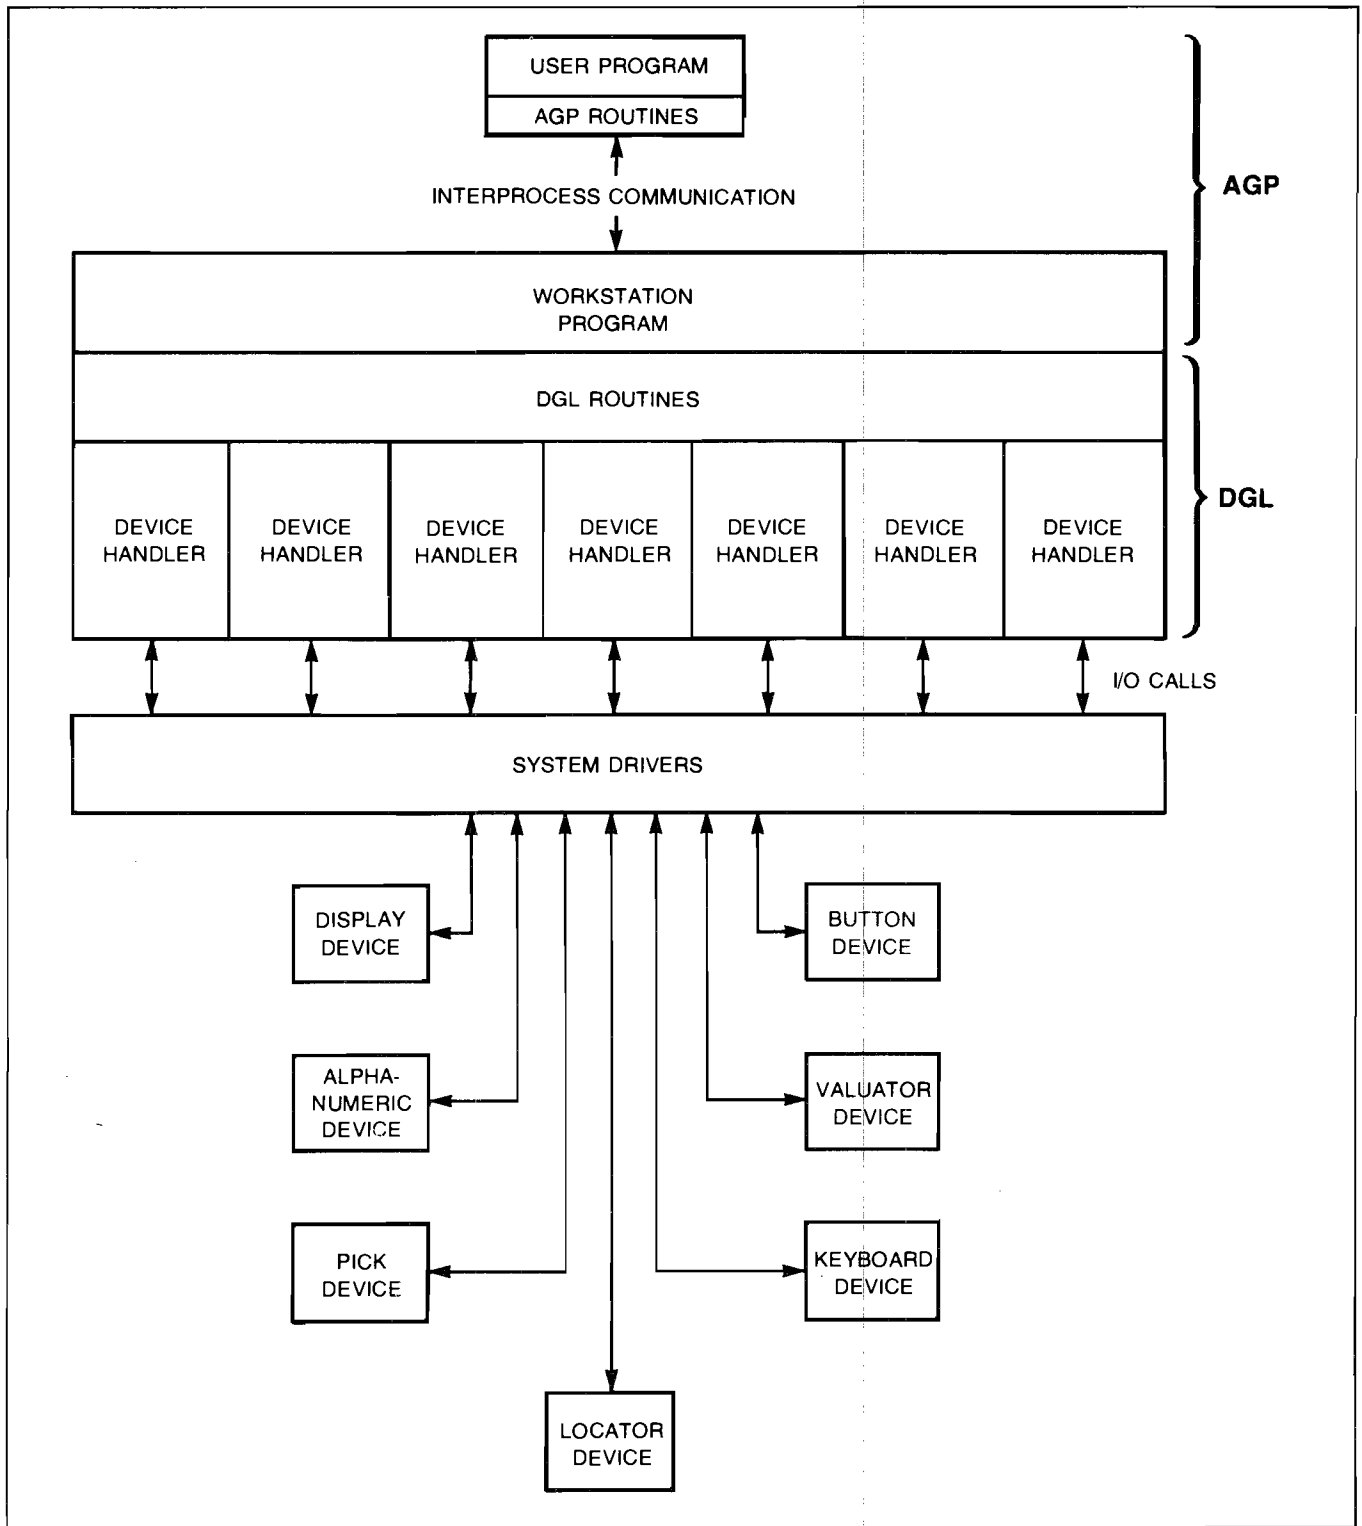 USER PROGRAM
AGP ROUTINES
INTERPROCESS COMMUNICATION
AGP
WORKSTATION
PROGRAM
DGL ROUTINES
DGL
DEVICE
HANDLER
DEVICE
HANDLER
DEVICE
HANDLER
DEVICE
HANDLER
DEVICE
HANDLER
DEVICE
HANDLER
DEVICE
HANDLER
I/O CALLS
SYSTEM DRIVERS
DISPLAY
DEVICE
BUTTON
DEVICE
ALPHA-
NUMERIC
DEVICE
VALUATOR
DEVICE
PICK
DEVICE
KEYBOARD
DEVICE
LOCATOR
DEVICE